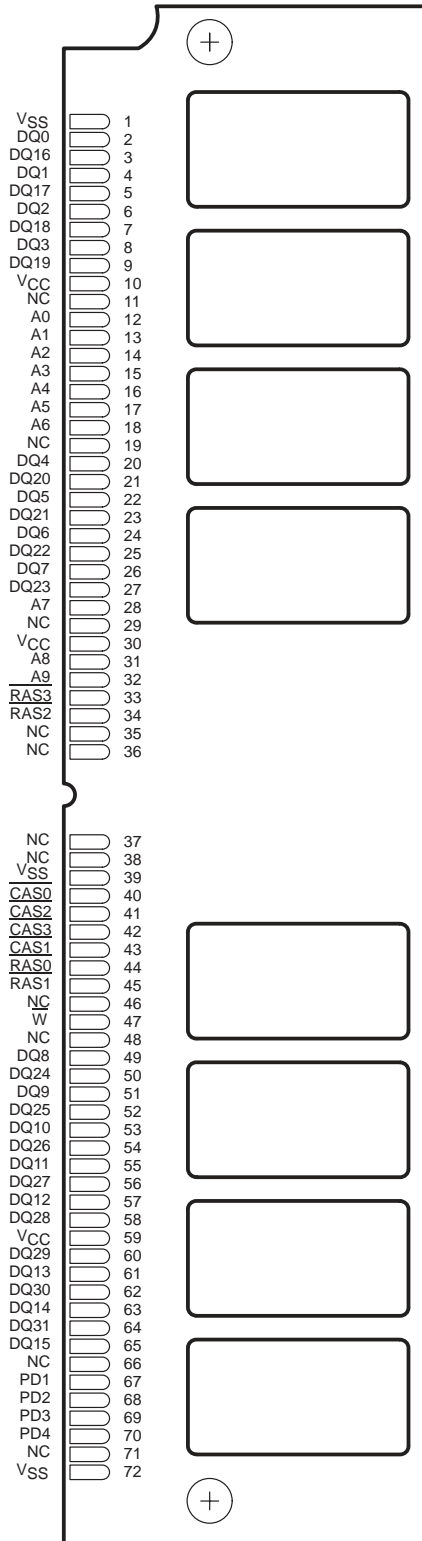 VSS 1
DQ0 2
DQ16 3
DQ1 4
DQ17 5
DQ2 6
DQ18 7
DQ3 8
DQ19 9
VCC 10
NC 11
A0 12
A1 13
A2 14
A3 15
A4 16
A5 17
A6 18
NC 19
DQ4 20
DQ20 21
DQ5 22
DQ21 23
DQ6 24
DQ22 25
DQ7 26
DQ23 27
A7 28
NC 29
VCC 30
A8 31
A9 32
RAS3 33
RAS2 34
NC 35
NC 36
NC 37
NC 38
VSS 39
CAS0 40
CAS2 41
CAS3 42
CAS1 43
RAS0 44
RAS1 45
NC 46
W 47
NC 48
DQ8 49
DQ24 50
DQ9 51
DQ25 52
DQ10 53
DQ26 54
DQ11 55
DQ27 56
DQ12 57
DQ28 58
VCC 59
DQ29 60
DQ13 61
DQ30 62
DQ14 63
DQ31 64
DQ15 65
NC 66
PD1 67
PD2 68
PD3 69
PD4 70
NC 71
VSS 72